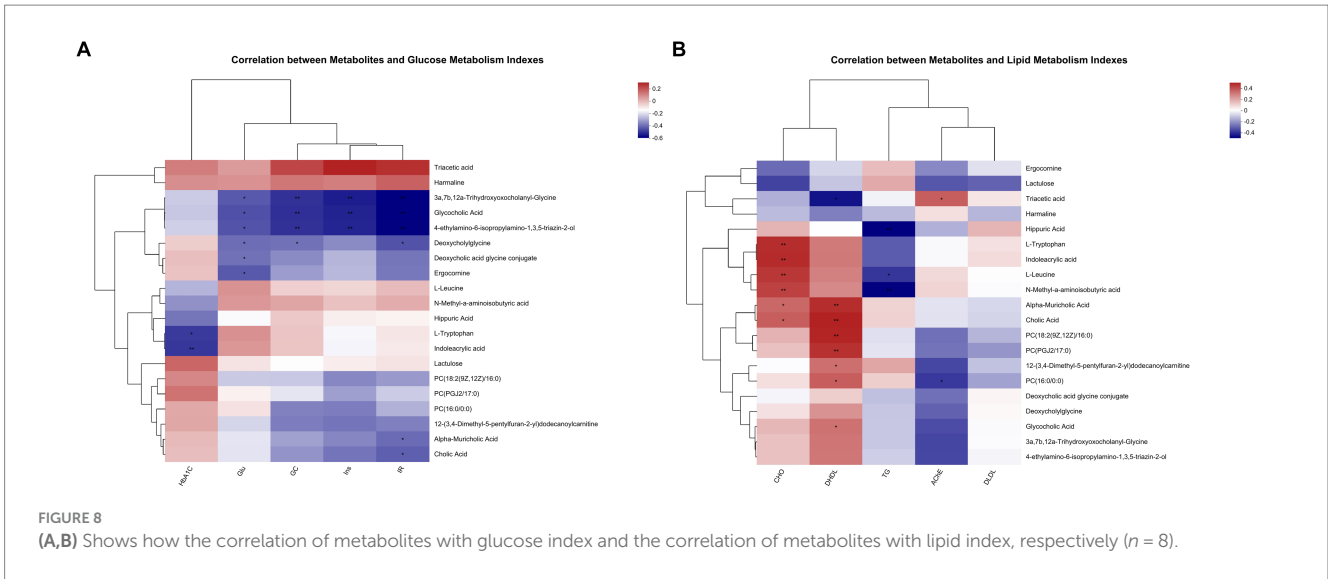 A
Correlation between Metabolites and Glucose Metabolism Indexes
0.2
0
-0.2
-0.4
-0.6
Triacetic acid
Harmaline
3a,7b,12a-Trihydroxyoxocholanyl-Glycine
* ** **
Glycocholic Acid
* ** **
4-ethylamino-6-isopropylamino-1,3,5-triazin-2-ol
* ** **
Deoxycholylglycine
* * *
Deoxycholic acid glycine conjugate
*
Ergocornine
*
L-Leucine
N-Methyl-a-aminoisobutyric acid
Hippuric Acid
L-Tryptophan
*
Indoleacrylic acid
**
Lactulose
PC(18:2(9Z,12Z)/16:0)
PC(PGJ2/17:0)
PC(16:0/0:0)
12-(3,4-Dimethyl-5-pentylfuran-2-yl)dodecanoylcarnitine
Alpha-Muricholic Acid
*
Cholic Acid
*
HbA1C
Glu
GC
Ins
IR
B
Correlation between Metabolites and Lipid Metabolism Indexes
0.4
0.2
0
-0.2
-0.4
Ergocornine
Lactulose
Triacetic acid
* *
Harmaline
Hippuric Acid
L-Tryptophan
**
Indoleacrylic acid
**
L-Leucine
** *
N-Methyl-a-aminoisobutyric acid
**
Alpha-Muricholic Acid
* **
Cholic Acid
* **
PC(18:2(9Z,12Z)/16:0)
**
PC(PGJ2/17:0)
**
12-(3,4-Dimethyl-5-pentylfuran-2-yl)dodecanoylcarnitine
*
PC(16:0/0:0)
* *
Deoxycholic acid glycine conjugate
Deoxycholylglycine
Glycocholic Acid
*
3a,7b,12a-Trihydroxyoxocholanyl-Glycine
4-ethylamino-6-isopropylamino-1,3,5-triazin-2-ol
CHO
DHDL
TG
AChE
DLDL
FIGURE 8
(A,B) Shows how the correlation of metabolites with glucose index and the correlation of metabolites with lipid index, respectively (n = 8).